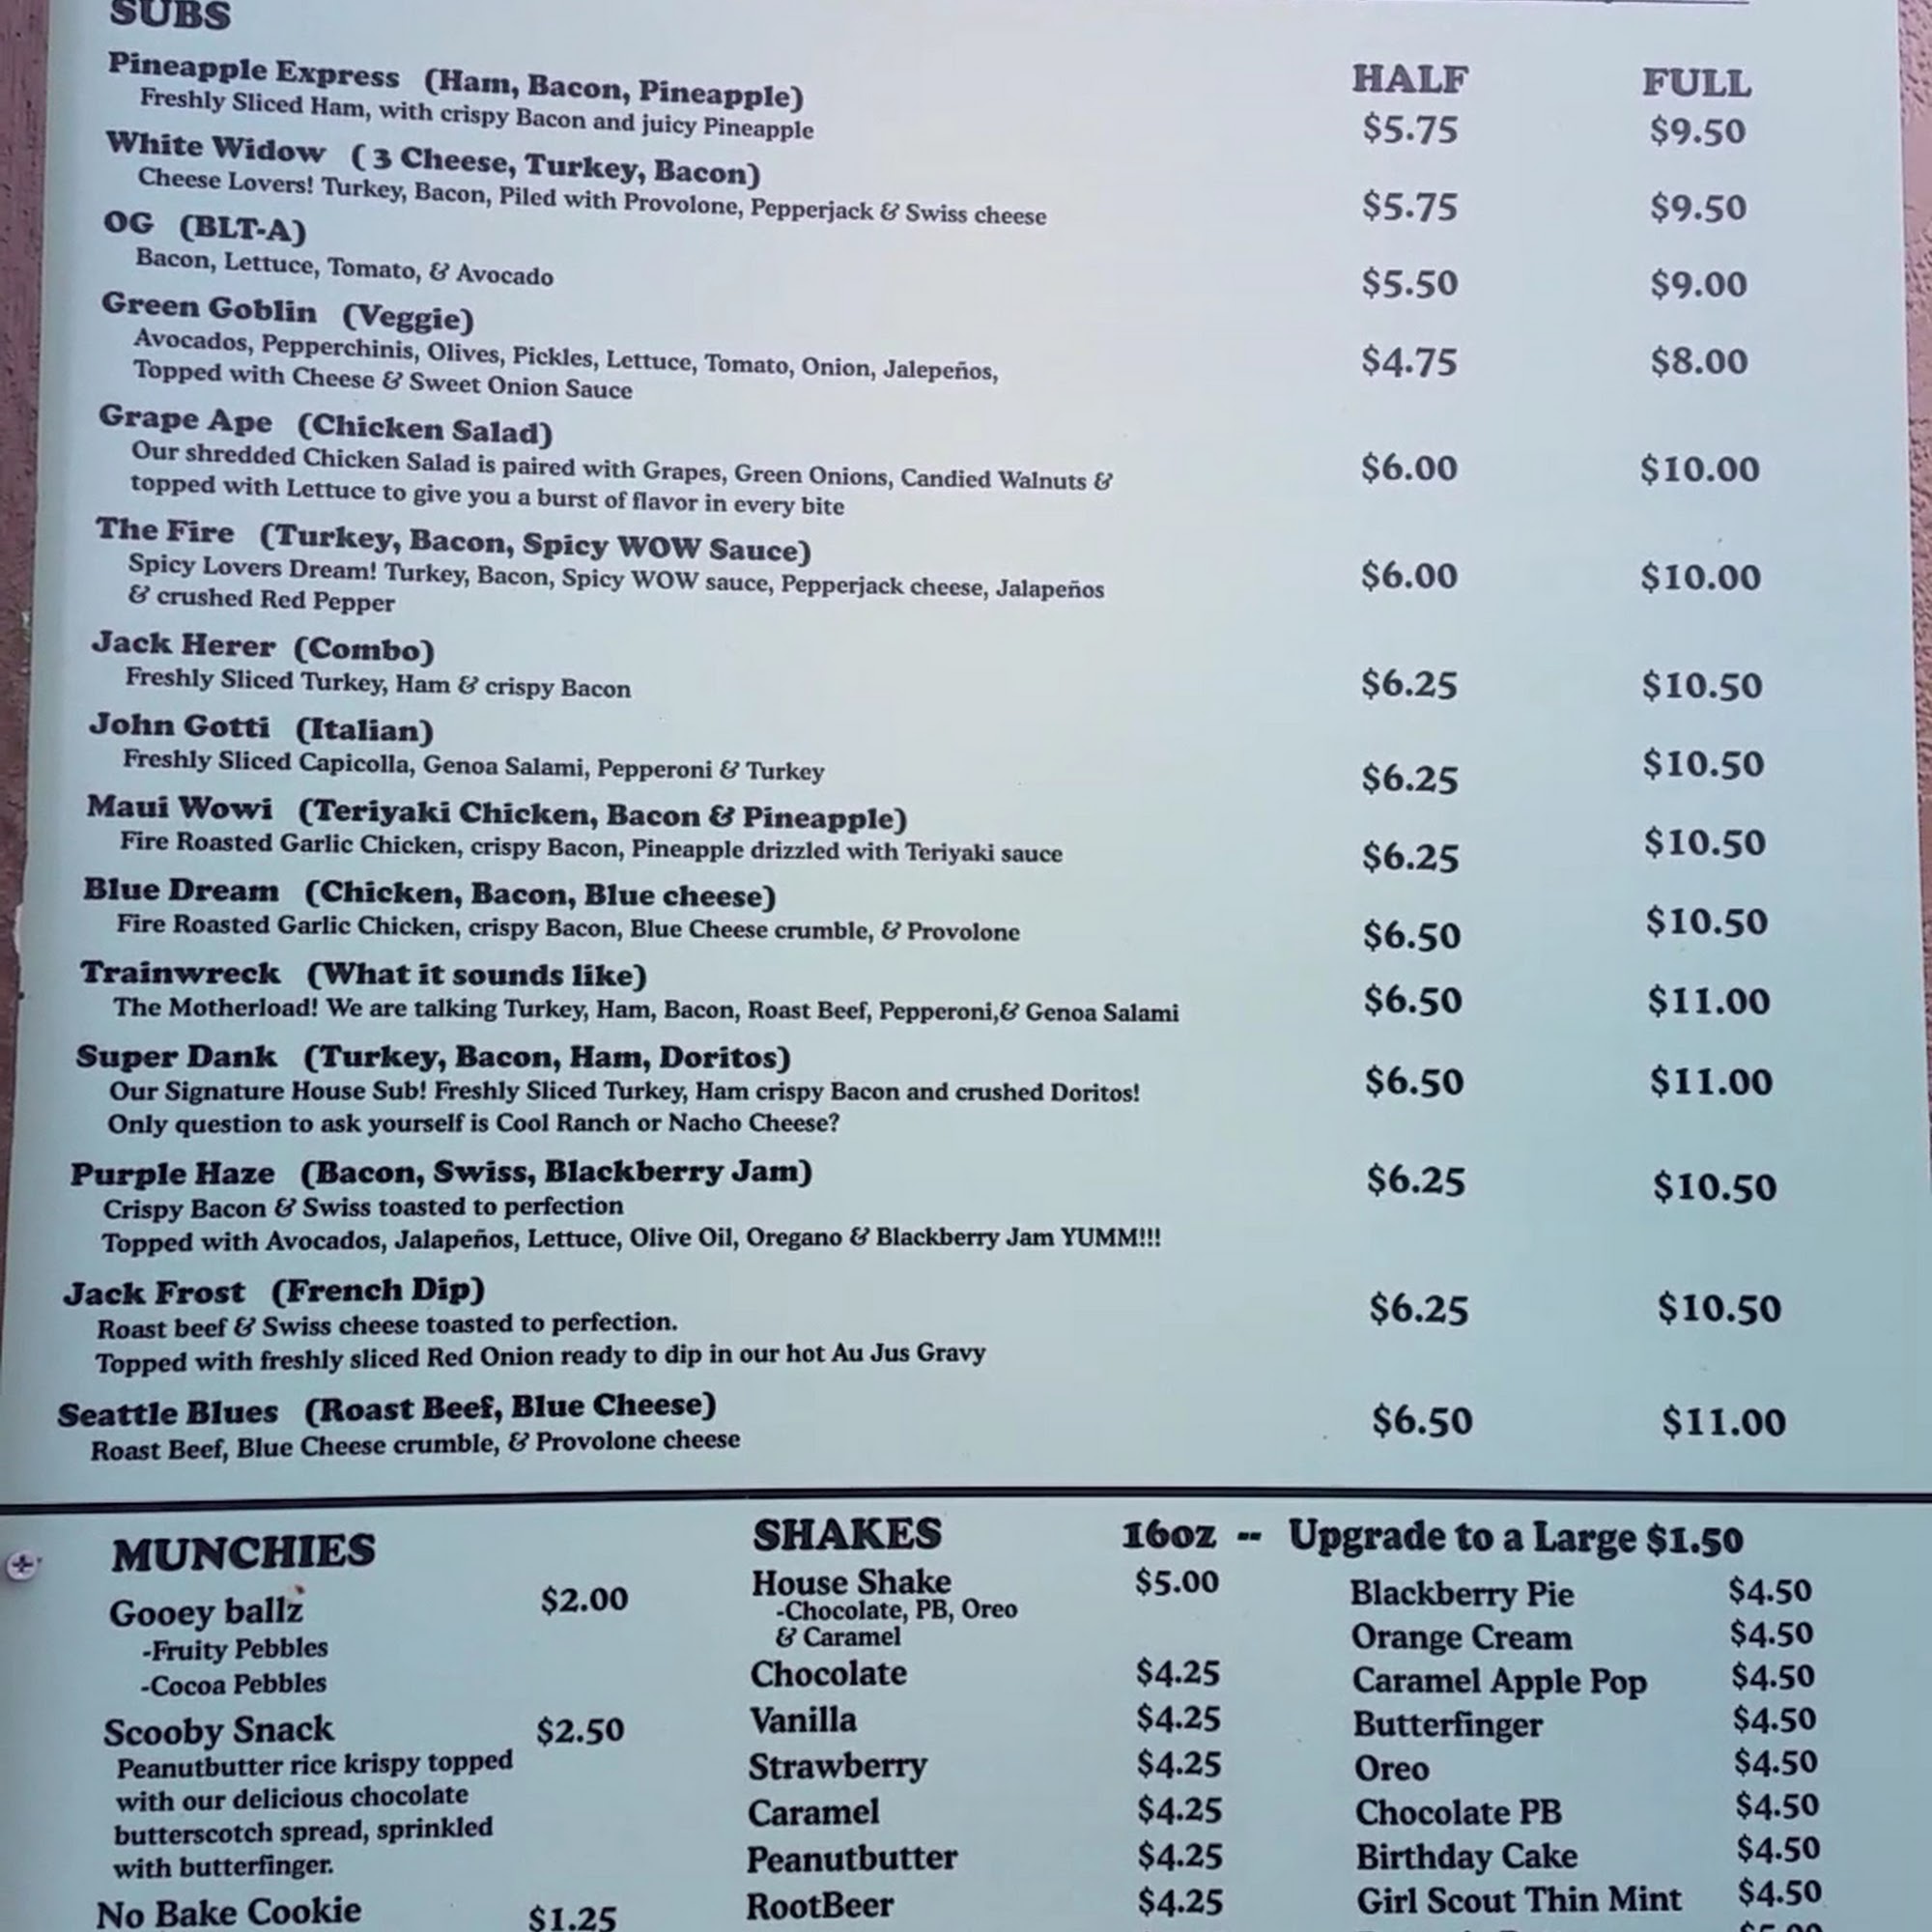 SUBS
HALF FULL
Pineapple Express (Ham, Bacon, Pineapple) $5.75 $9.50
Freshly Sliced Ham, with crispy Bacon and juicy Pineapple
White Widow ( 3 Cheese, Turkey, Bacon) $5.75 $9.50
Cheese Lovers! Turkey, Bacon, Piled with Provolone, Pepperjack & Swiss cheese
OG (BLT-A) $5.50 $9.00
Bacon, Lettuce, Tomato, & Avocado
Green Goblin (Veggie) $4.75 $8.00
Avocados, Pepperchinis, Olives, Pickles, Lettuce, Tomato, Onion, Jalepeños,
Topped with Cheese & Sweet Onion Sauce
Grape Ape (Chicken Salad) $6.00 $10.00
Our shredded Chicken Salad is paired with Grapes, Green Onions, Candied Walnuts &
topped with Lettuce to give you a burst of flavor in every bite
The Fire (Turkey, Bacon, Spicy WOW Sauce) $6.00 $10.00
Spicy Lovers Dream! Turkey, Bacon, Spicy WOW sauce, Pepperjack cheese, Jalapeños
& crushed Red Pepper
Jack Herer (Combo) $6.25 $10.50
Freshly Sliced Turkey, Ham & crispy Bacon
John Gotti (Italian) $6.25 $10.50
Freshly Sliced Capicolla, Genoa Salami, Pepperoni & Turkey
Maui Wowi (Teriyaki Chicken, Bacon & Pineapple) $6.25 $10.50
Fire Roasted Garlic Chicken, crispy Bacon, Pineapple drizzled with Teriyaki sauce
Blue Dream (Chicken, Bacon, Blue cheese) $6.50 $10.50
Fire Roasted Garlic Chicken, crispy Bacon, Blue Cheese crumble, & Provolone
Trainwreck (What it sounds like) $6.50 $11.00
The Motherload! We are talking Turkey, Ham, Bacon, Roast Beef, Pepperoni,& Genoa Salami
Super Dank (Turkey, Bacon, Ham, Doritos) $6.50 $11.00
Our Signature House Sub! Freshly Sliced Turkey, Ham crispy Bacon and crushed Doritos!
Only question to ask yourself is Cool Ranch or Nacho Cheese?
Purple Haze (Bacon, Swiss, Blackberry Jam) $6.25 $10.50
Crispy Bacon & Swiss toasted to perfection
Topped with Avocados, Jalapeños, Lettuce, Olive Oil, Oregano & Blackberry Jam YUMM!!!
Jack Frost (French Dip) $6.25 $10.50
Roast beef & Swiss cheese toasted to perfection.
Topped with freshly sliced Red Onion ready to dip in our hot Au Jus Gravy
Seattle Blues (Roast Beef, Blue Cheese) $6.50 $11.00
Roast Beef, Blue Cheese crumble, & Provolone cheese
MUNCHIES
Gooey ballz $2.00
-Fruity Pebbles
-Cocoa Pebbles
Scooby Snack $2.50
Peanutbutter rice krispy topped
with our delicious chocolate
butterscotch spread, sprinkled
with butterfinger.
No Bake Cookie $1.25
SHAKES 16oz -- Upgrade to a Large $1.50
House Shake $5.00
-Chocolate, PB, Oreo
& Caramel
Chocolate $4.25
Vanilla $4.25
Strawberry $4.25
Caramel $4.25
Peanutbutter $4.25
RootBeer $4.25
Blackberry Pie $4.50
Orange Cream $4.50
Caramel Apple Pop $4.50
Butterfinger $4.50
Oreo $4.50
Chocolate PB $4.50
Birthday Cake $4.50
Girl Scout Thin Mint $4.50